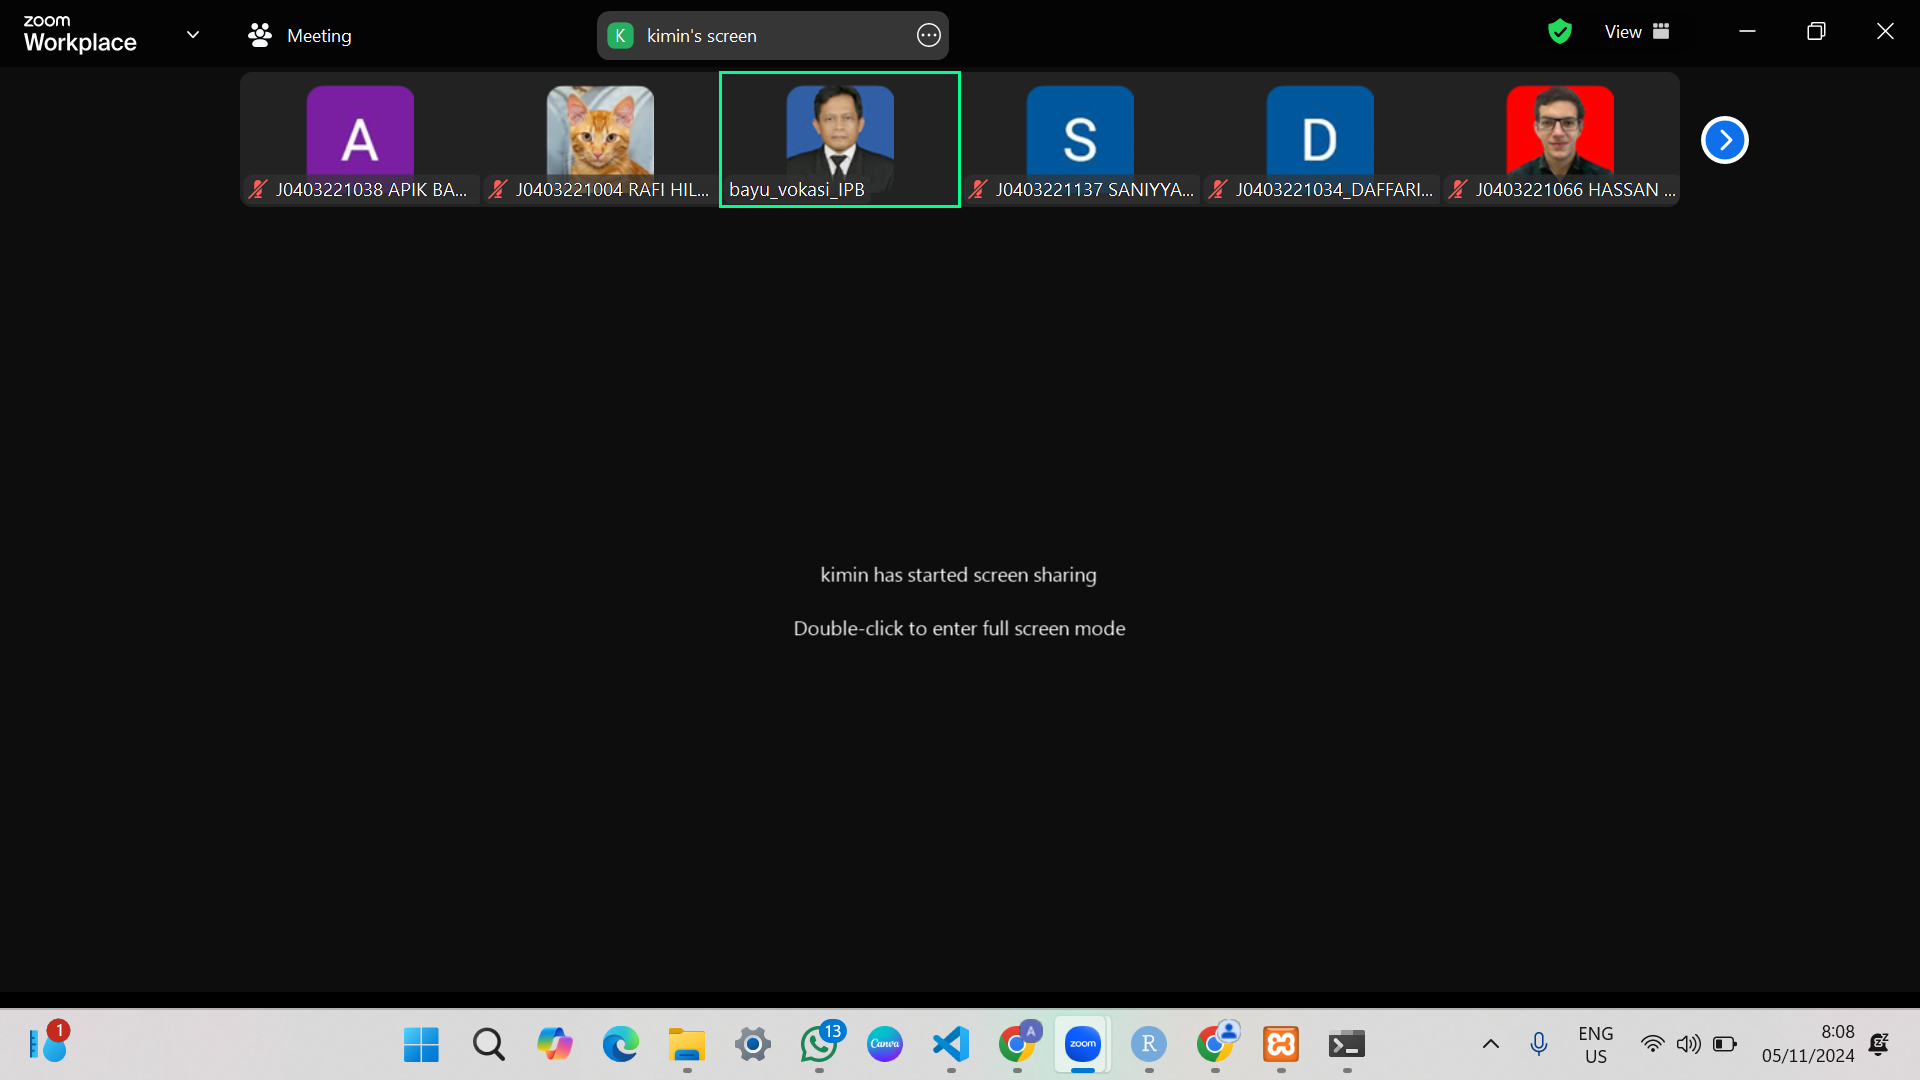 zoom
Workplace
Meeting
K kimin's screen
View
A
S
D
J0403221038 APIK BA...
J0403221004 RAFI HIL...
bayu_vokasi_IPB
J0403221137 SANIYYA...
J0403221034_DAFFARI...
J0403221066 HASSAN ...
kimin has started screen sharing
Double-click to enter full screen mode
1
13
Canva
A
zoom
R
ENG
US
8:08
05/11/2024